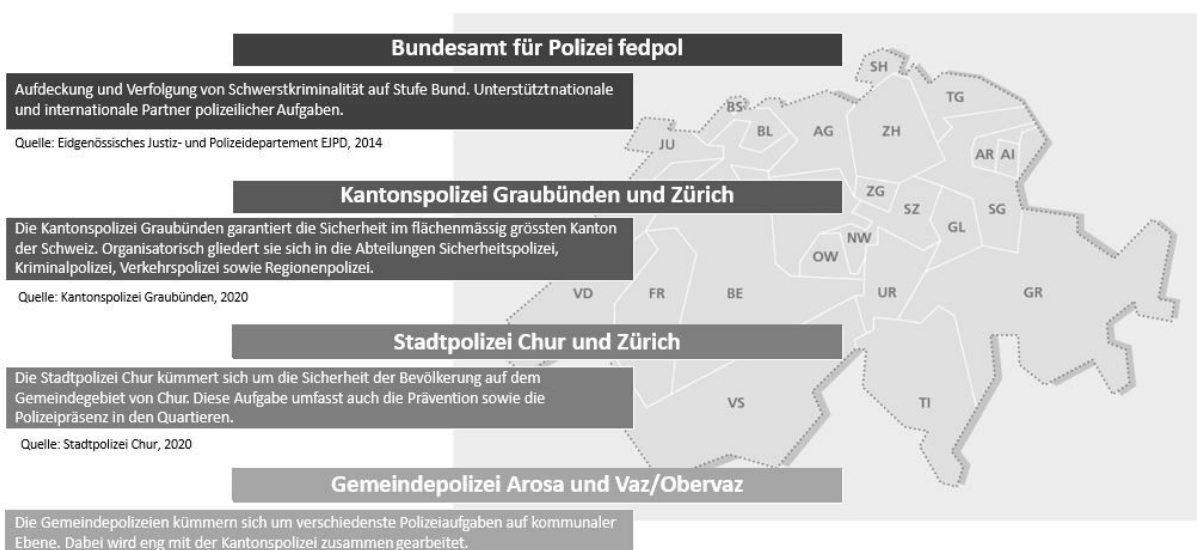 Bundesamt für Polizei fedpol
Aufdeckung und Verfolgung von Schwerstkriminalität auf Stufe Bund. Unterstütztnationale
und internationale Partner polizeilicher Aufgaben.
Quelle: Eidgenössisches Justiz- und Polizeidepartement EJPD, 2014
Kantonspolizei Graubünden und Zürich
Die Kantonspolizei Graubünden garantiert die Sicherheit im flächenmässig grössten Kanton
der Schweiz. Organisatorisch gliedert sie sich in die Abteilungen Sicherheitspolizei,
Kriminalpolizei, Verkehrspolizei sowie Regionenpolizei.
Quelle: Kantonspolizei Graubünden, 2020
Stadtpolizei Chur und Zürich
Die Stadtpolizei Chur kümmert sich um die Sicherheit der Bevölkerung auf dem
Gemeindegebiet von Chur. Diese Aufgabe umfasst auch die Prävention sowie die
Polizeipräsenz in den Quartieren.
Quelle: Stadtpolizei Chur, 2020
Gemeindepolizei Arosa und Vaz/Obervaz
Die Gemeindepolizeien kümmern sich um verschiedenste Polizeiaufgaben auf kommunaler
Ebene. Dabei wird eng mit der Kantonspolizei zusammengearbeitet.
SH
TG
BS
BL
AG
ZH
JU
AR AI
ZG
SZ
SG
GL
NW
OW
VD
FR
BE
UR
GR
VS
TI